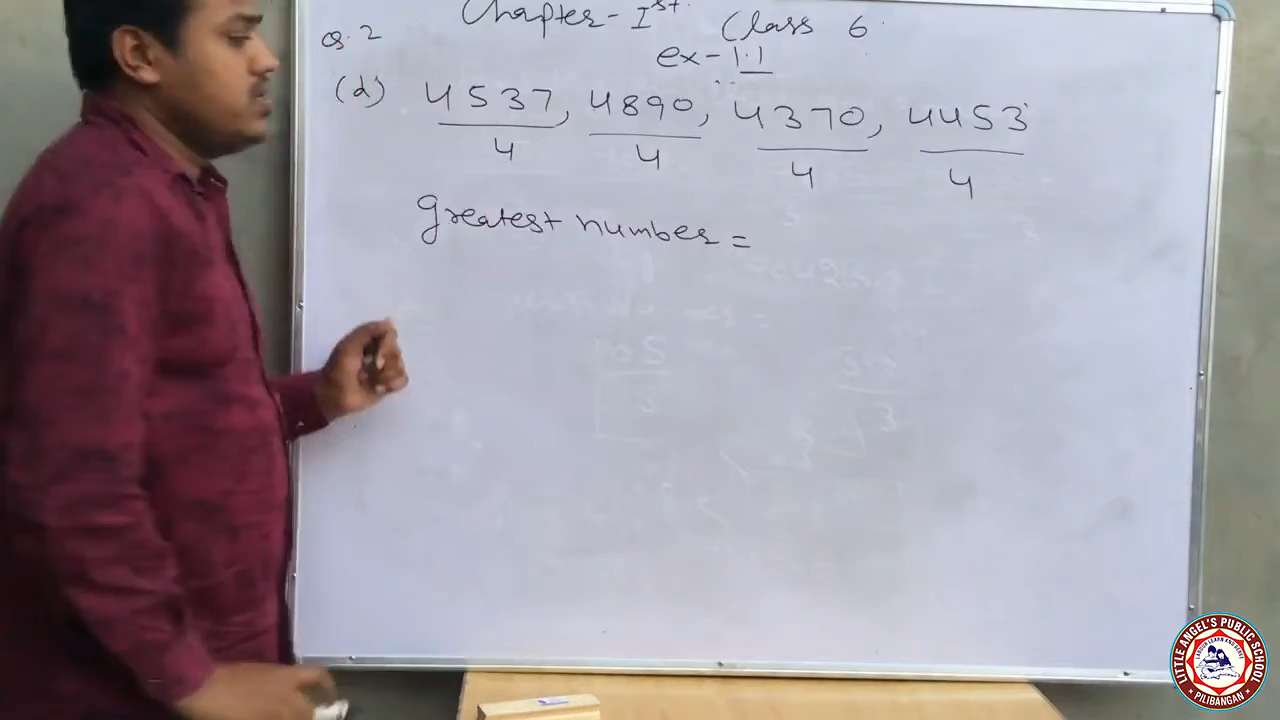 Chapter - Ist Class 6
Q.2 ex - 1.1
(d) 4537, 4890, 4370, 4453
4 4 4 4
Greatest number =
LITTLE ANGEL'S PUBLIC SCHOOL
PILIBANGAN